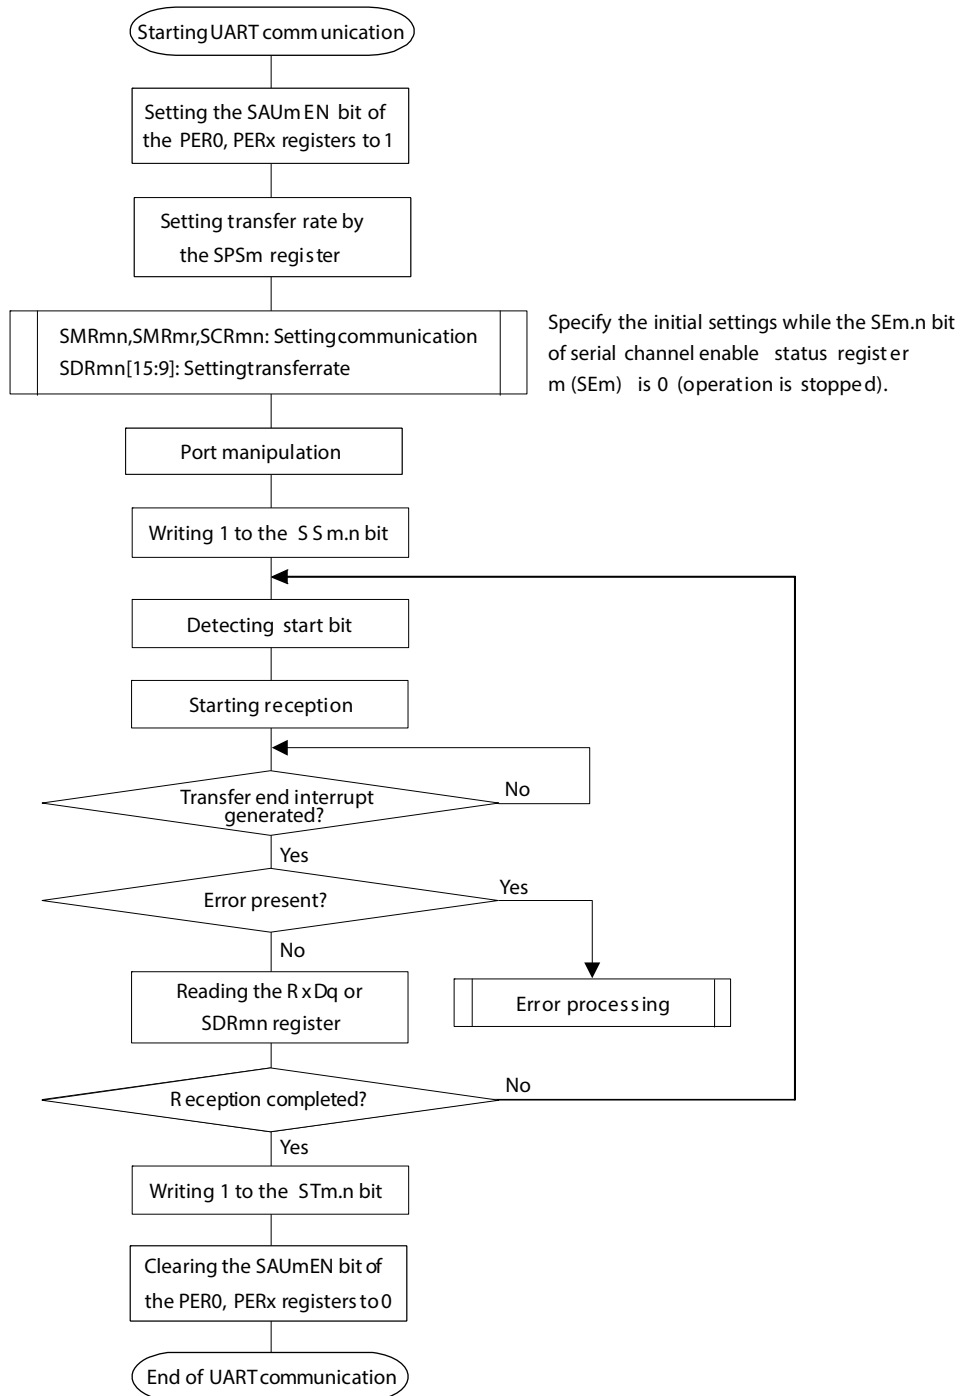 Starting UART communication
Setting the SAUmEN bit of
the PER0, PERx registers to 1
Setting transfer rate by
the SPSm register
SMRmn,SMRmr,SCRmn: Setting communication
SDRmn[15:9]: Setting transfer rate
Specify the initial settings while the SEm.n bit
of serial channel enable status register
m (SEm) is 0 (operation is stopped).
Port manipulation
Writing 1 to the SSm.n bit
Detecting start bit
Starting reception
Transfer end interrupt
generated?
No
Yes
Error present?
Yes
No
Reading the RxDq or
SDRmn register
Error processing
Reception completed?
No
Yes
Writing 1 to the STm.n bit
Clearing the SAUmEN bit of
the PER0, PERx registers to 0
End of UART communication